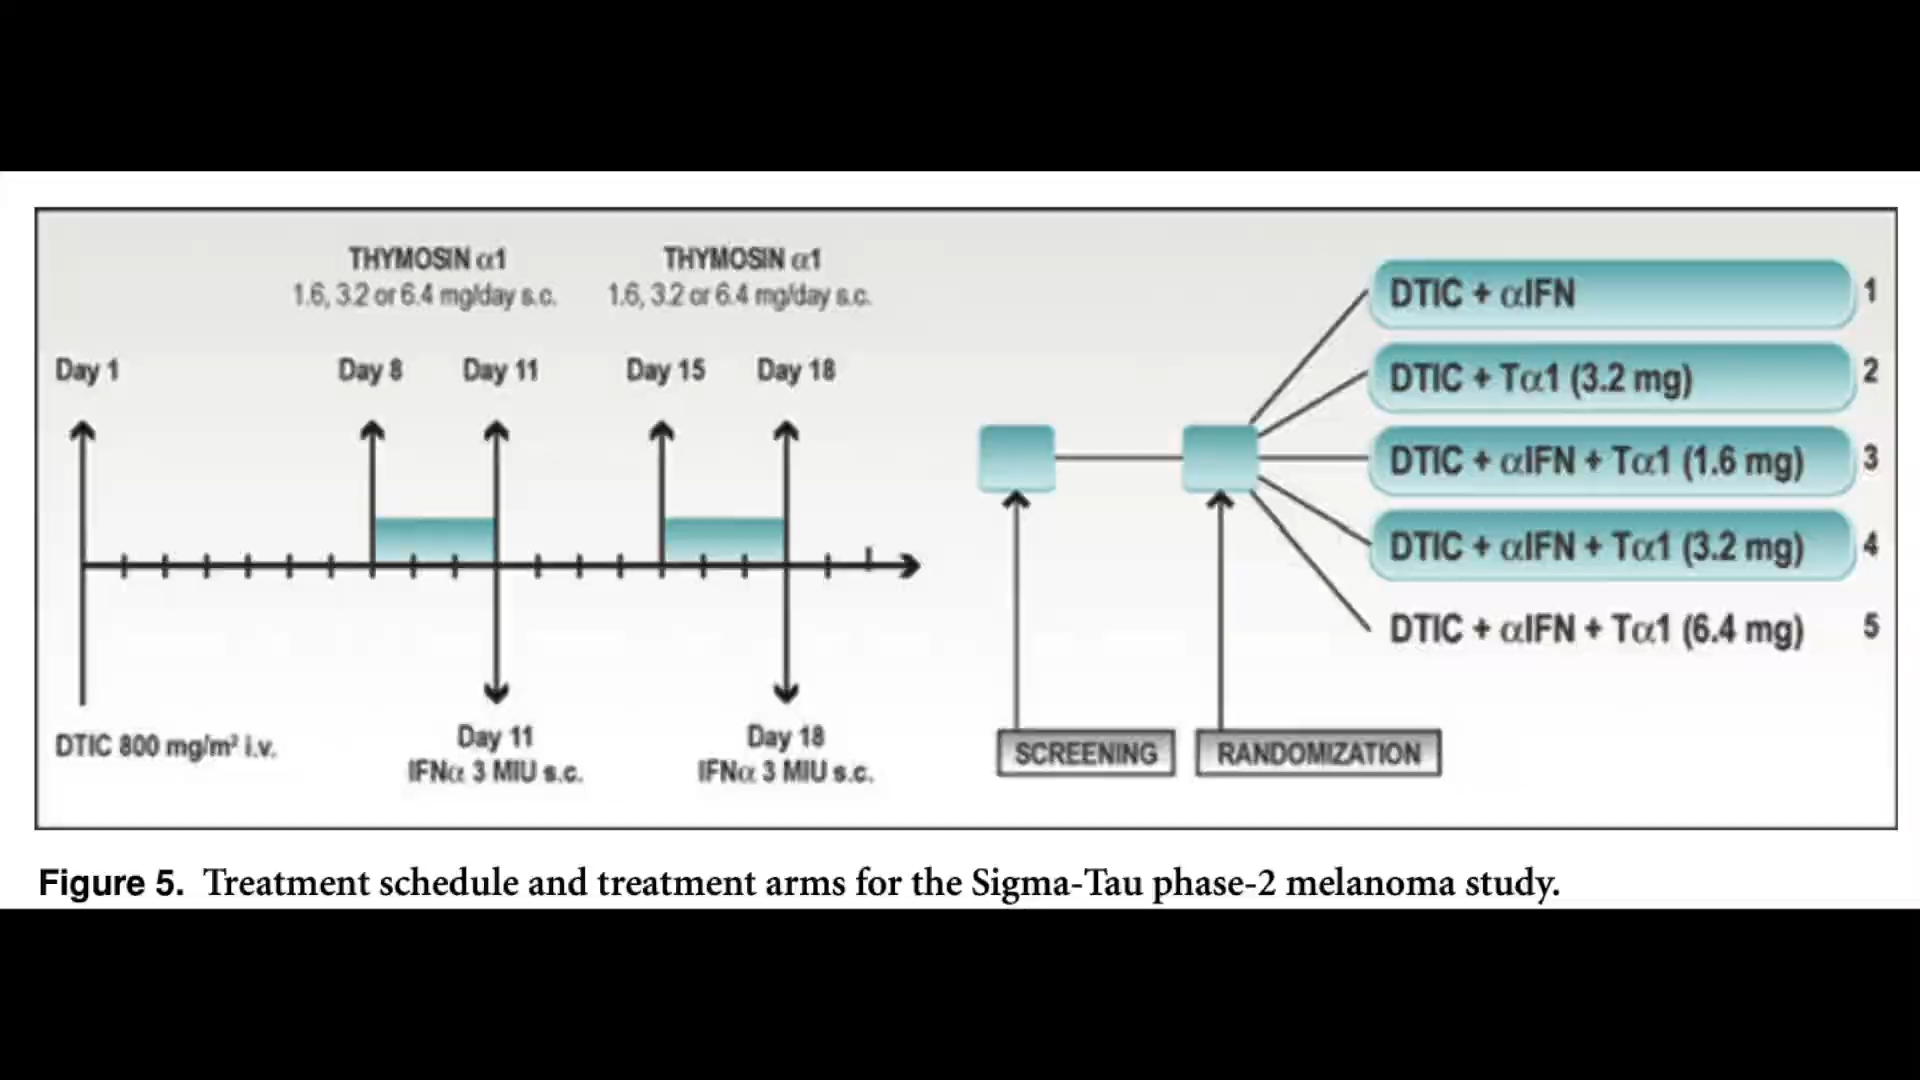 THYMOSIN α1
1.6, 3.2 or 6.4 mg/day s.c.
THYMOSIN α1
1.6, 3.2 or 6.4 mg/day s.c.
Day 1
Day 8
Day 11
Day 15
Day 18
DTIC 800 mg/m² i.v.
Day 11
IFNα 3 MIU s.c.
Day 18
IFNα 3 MIU s.c.
DTIC + αIFN 1
DTIC + Tα1 (3.2 mg) 2
DTIC + αIFN + Tα1 (1.6 mg) 3
DTIC + αIFN + Tα1 (3.2 mg) 4
DTIC + αIFN + Tα1 (6.4 mg) 5
SCREENING
RANDOMIZATION
Figure 5. Treatment schedule and treatment arms for the Sigma-Tau phase-2 melanoma study.